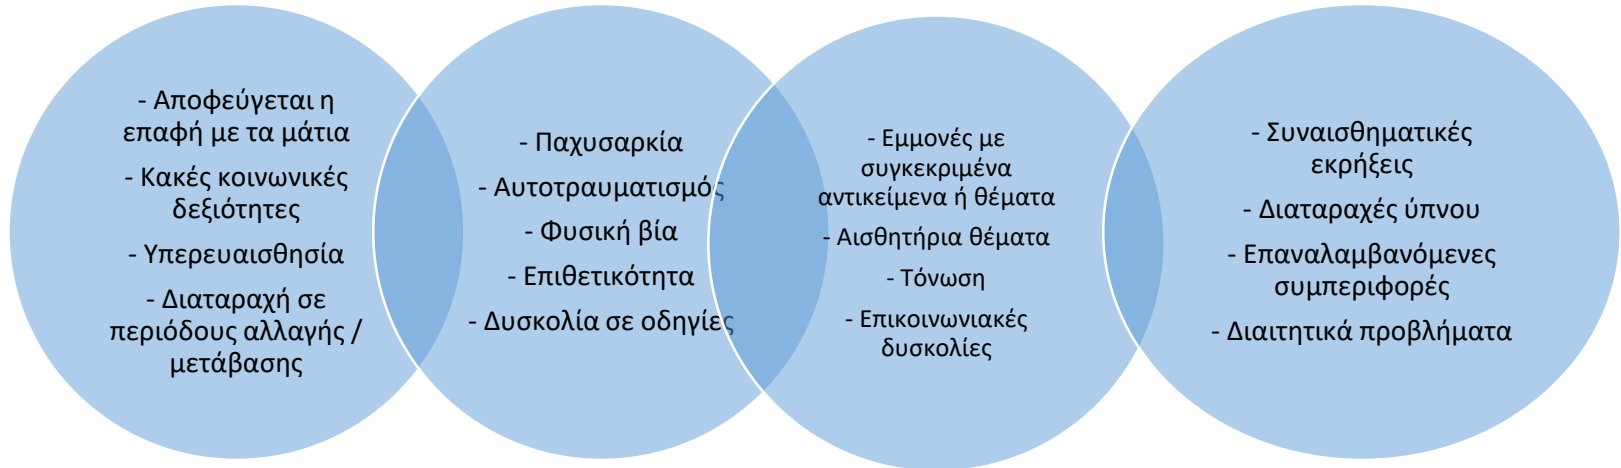 - Αποφεύγεται η
επαφή με τα μάτια
- Κακές κοινωνικές
δεξιότητες
- Υπερευαισθησία
- Διαταραχή σε
περιόδους αλλαγής /
μετάβασης
- Παχυσαρκία
- Αυτοτραυματισμός
- Φυσική βία
- Επιθετικότητα
- Δυσκολία σε οδηγίες
- Εμμονές με
συγκεκριμένα
αντικείμενα ή θέματα
- Αισθητήρια θέματα
- Τόνωση
- Επικοινωνιακές
δυσκολίες
- Συναισθηματικές
εκρήξεις
- Διαταραχές ύπνου
- Επαναλαμβανόμενες
συμπεριφορές
- Διαιτητικά προβλήματα